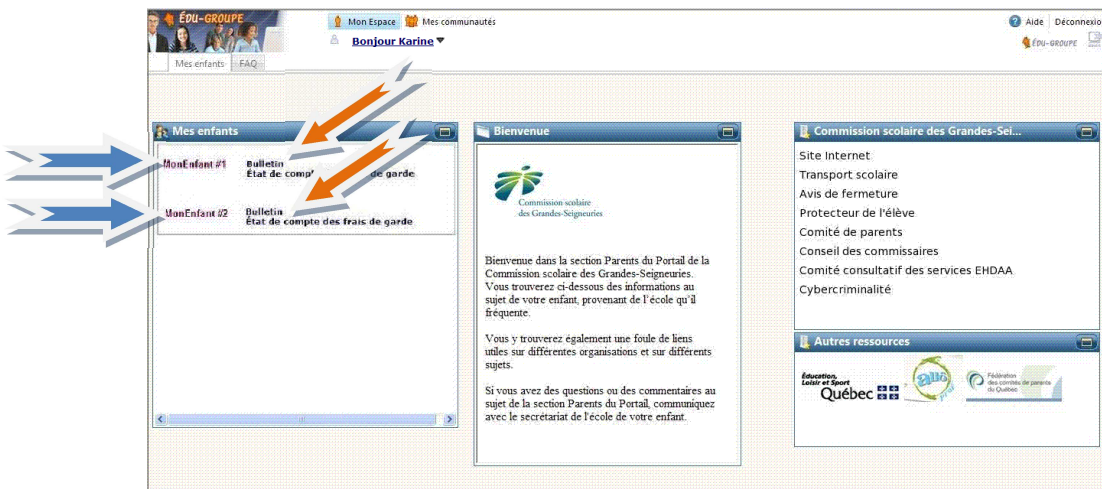 ÉDU-GROUPE
Mon Espace Mes communautés
Aide Déconnexio
Bonjour Karine
ÉDU-GROUPE
Mes enfants FAQ
Mes enfants
MonEnfant #1 Bulletin
État de comp de garde
MonEnfant #2 Bulletin
État de compte des frais de garde
Bienvenue
Commission scolaire
des Grandes-Seigneuries
Bienvenue dans la section Parents du Portail de la
Commission scolaire des Grandes-Seigneuries.
Vous trouverez ci-dessous des informations au
sujet de votre enfant, provenant de l'école qu'il
fréquente.
Vous y trouverez également une foule de liens
utiles sur différentes organisations et sur différents
sujets.
Si vous avez des questions ou des commentaires au
sujet de la section Parents du Portail, communiquez
avec le secrétariat de l'école de votre enfant.
Commission scolaire des Grandes-Sei...
Site Internet
Transport scolaire
Avis de fermeture
Protecteur de l'élève
Comité de parents
Conseil des commissaires
Comité consultatif des services EHDAA
Cybercriminalité
Autres ressources
Éducation,
Loisir et Sport
Québec
allô
prof
Fédération
des comités de parents
du Québec